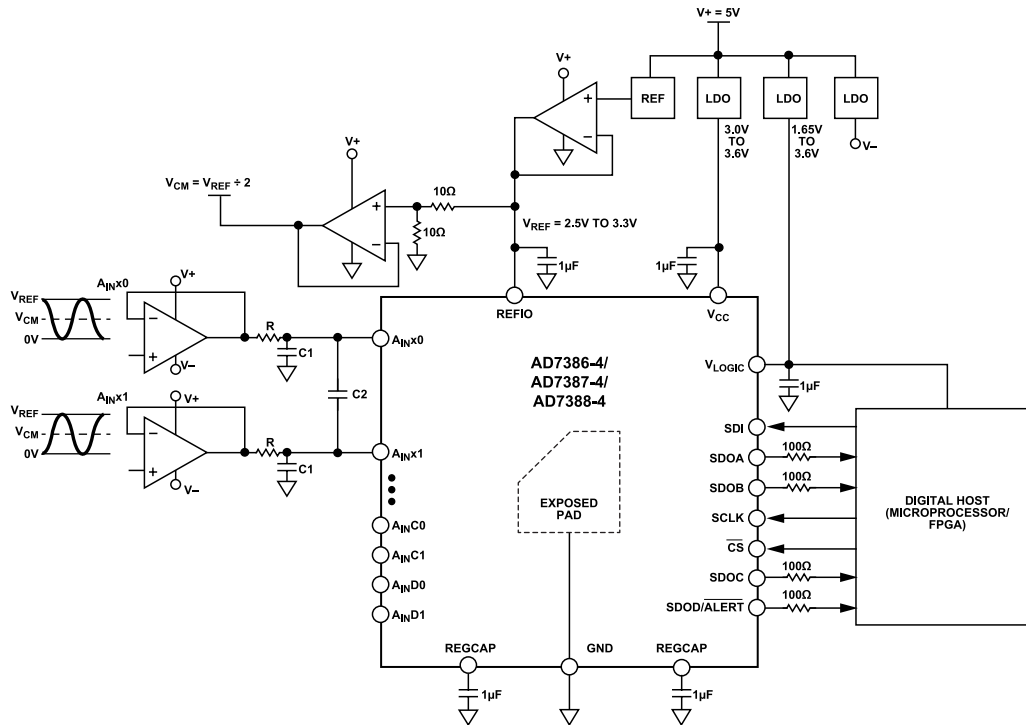 V+ = 5V
V+
REF
LDO
LDO
LDO
3.0V
TO
3.6V
1.65V
TO
3.6V
V–
V+
VCM = VREF ÷ 2
10Ω
10Ω
VREF = 2.5V TO 3.3V
1µF
1µF
REFIO
VCC
AINx0
V+
VREF
VCM
0V
V–
R
C1
C2
AINx0
AINx1
V+
VREF
VCM
0V
V–
R
C1
AINx1
AINC0
AINC1
AIND0
AIND1
AD7386-4/
AD7387-4/
AD7388-4
EXPOSED
PAD
VLOGIC
1µF
SDI
SDOA
100Ω
SDOB
100Ω
SCLK
CS
SDOC
100Ω
SDOD/ALERT
100Ω
DIGITAL HOST
(MICROPROCESSOR/
FPGA)
REGCAP
GND
REGCAP
1µF
1µF